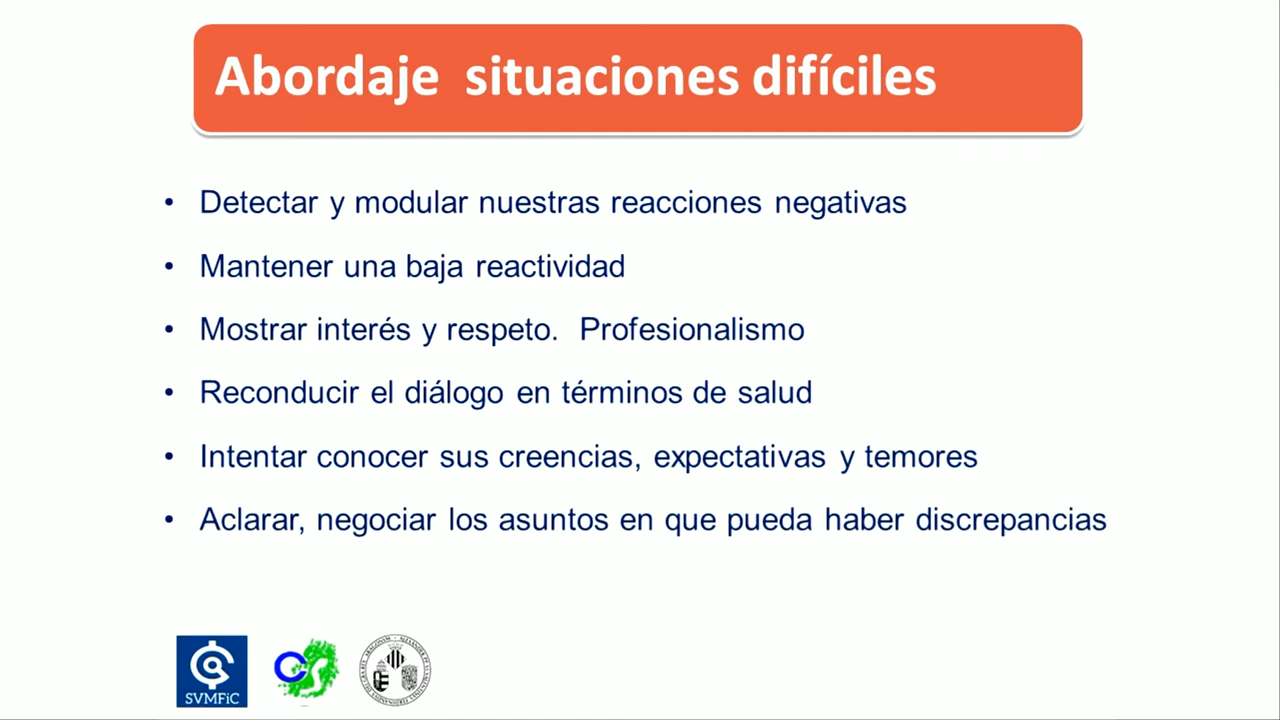 Abordaje situaciones difíciles
• Detectar y modular nuestras reacciones negativas
• Mantener una baja reactividad
• Mostrar interés y respeto. Profesionalismo
• Reconducir el diálogo en términos de salud
• Intentar conocer sus creencias, expectativas y temores
• Aclarar, negociar los asuntos en que pueda haber discrepancias
SVMFiC